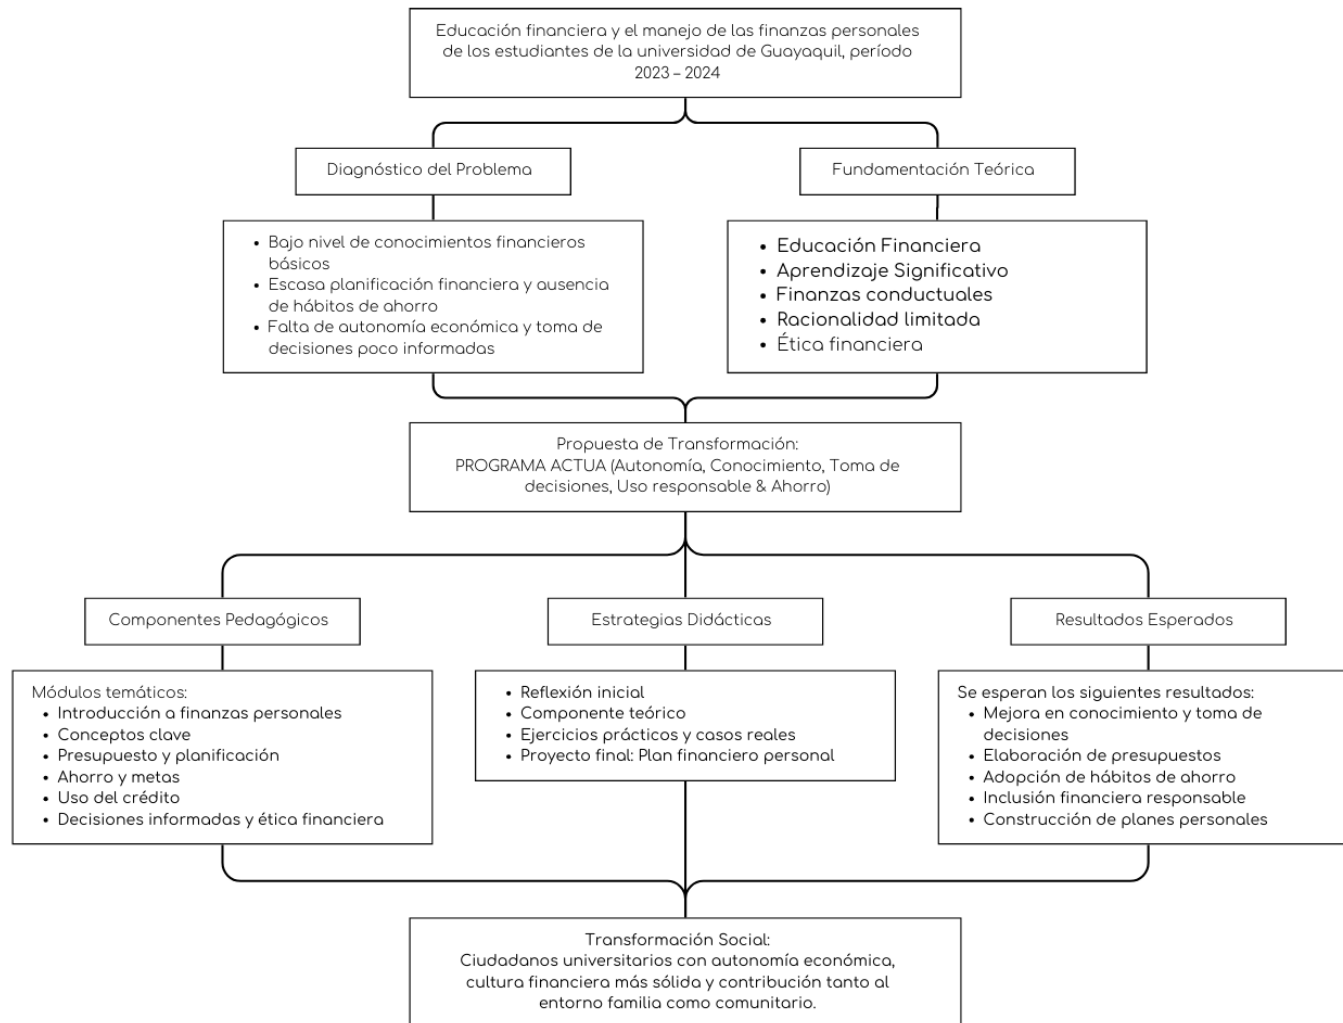 Educación financiera y el manejo de las finanzas personales
de los estudiantes de la universidad de Guayaquil, período
2023 – 2024
Diagnóstico del Problema
Fundamentación Teórica
• Bajo nivel de conocimientos financieros
básicos
• Escasa planificación financiera y ausencia
de hábitos de ahorro
• Falta de autonomía económica y toma de
decisiones poco informadas
• Educación Financiera
• Aprendizaje Significativo
• Finanzas conductuales
• Racionalidad limitada
• Ética financiera
Propuesta de Transformación:
PROGRAMA ACTUA (Autonomía, Conocimiento, Toma de
decisiones, Uso responsable & Ahorro)
Componentes Pedagógicos
Estrategias Didácticas
Resultados Esperados
Módulos temáticos:
• Introducción a finanzas personales
• Conceptos clave
• Presupuesto y planificación
• Ahorro y metas
• Uso del crédito
• Decisiones informadas y ética financiera
• Reflexión inicial
• Componente teórico
• Ejercicios prácticos y casos reales
• Proyecto final: Plan financiero personal
Se esperan los siguientes resultados:
• Mejora en conocimiento y toma de
decisiones
• Elaboración de presupuestos
• Adopción de hábitos de ahorro
• Inclusión financiera responsable
• Construcción de planes personales
Transformación Social:
Ciudadanos universitarios con autonomía económica,
cultura financiera más sólida y contribución tanto al
entorno familia como comunitario.